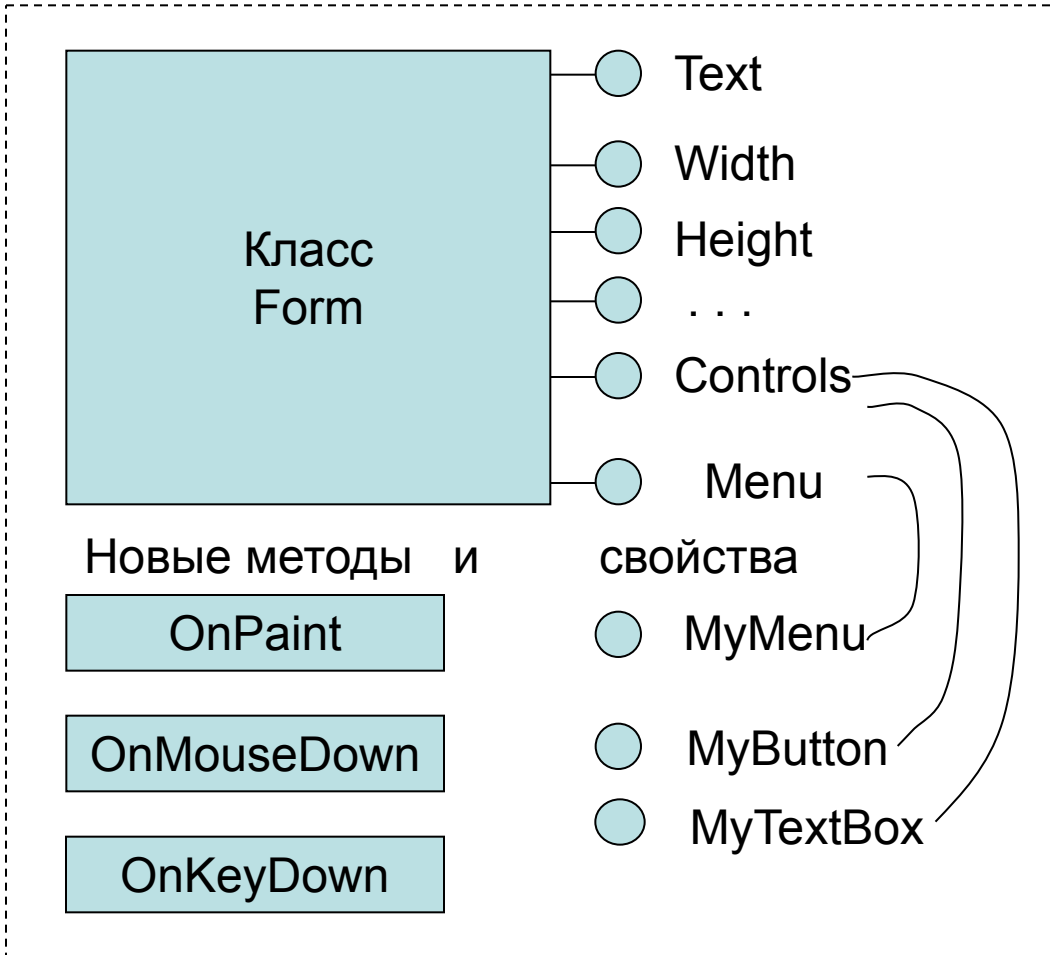 Класс
Form
Text
Width
Height
. . .
Controls
Menu
Новые методы и свойства
OnPaint
OnMouseDown
OnKeyDown
MyMenu
MyButton
MyTextBox